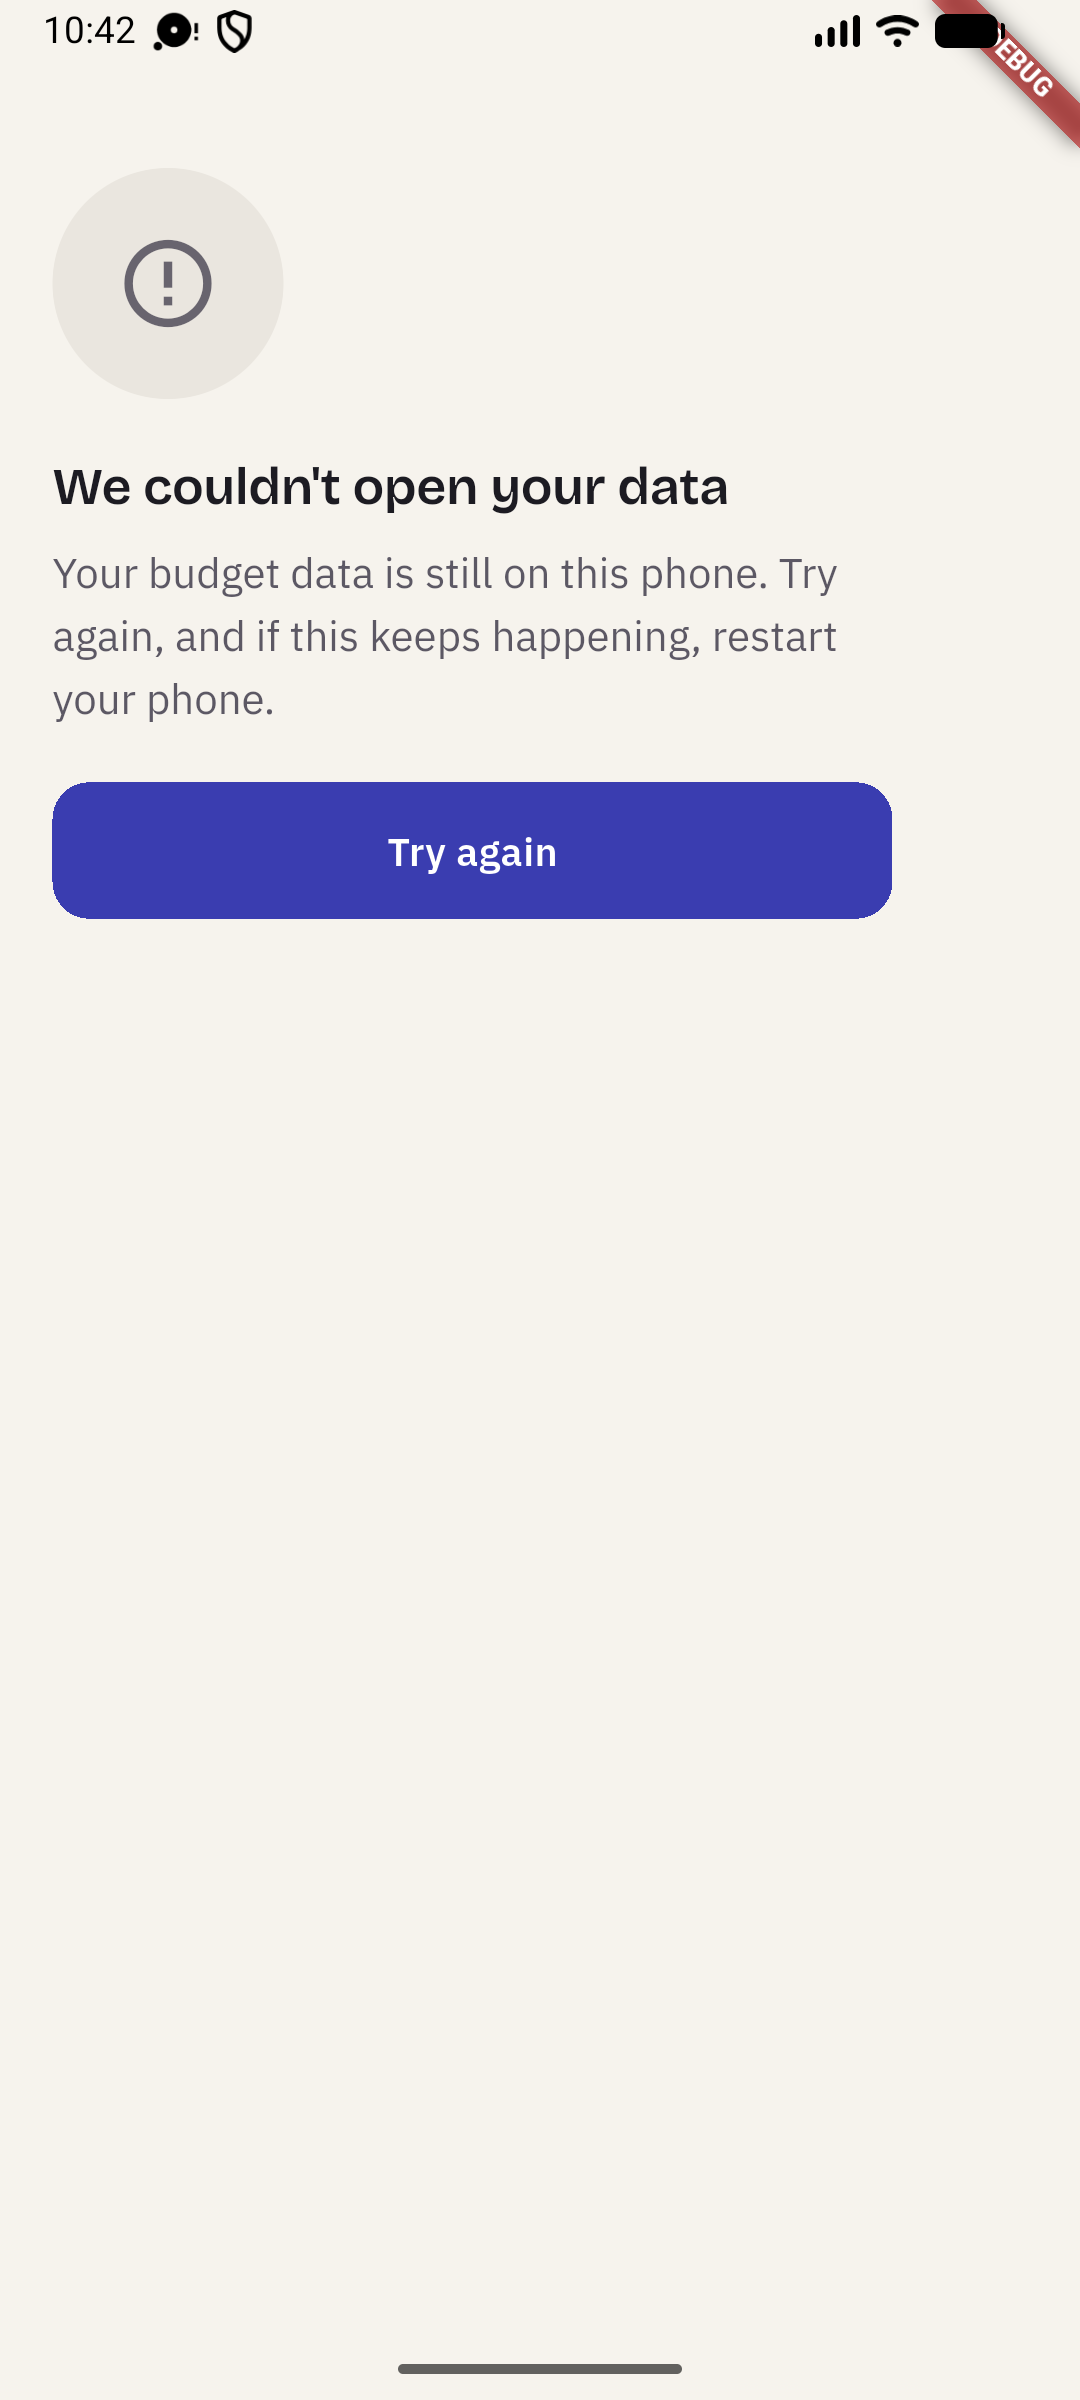 10:42
We couldn't open your data
Your budget data is still on this phone. Try
again, and if this keeps happening, restart
your phone.
Try again